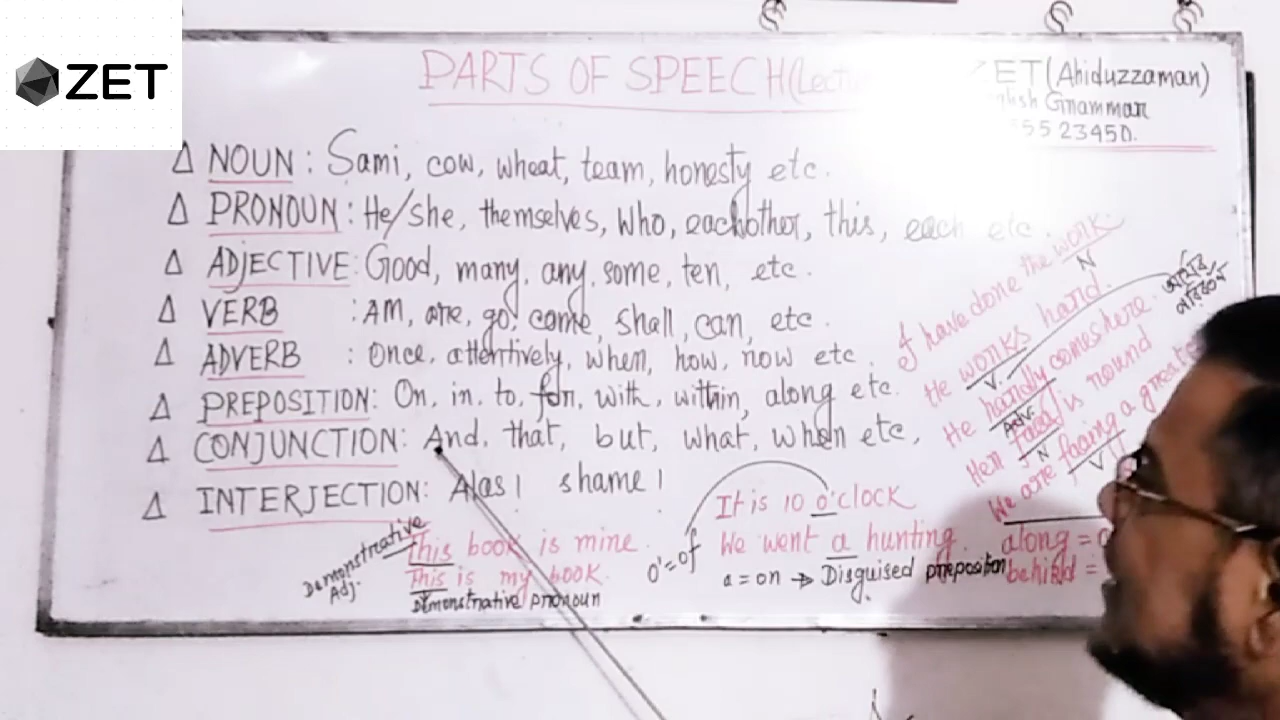 ZET
PARTS OF SPEECH (Lectu
ZET (Ahiduzzaman)
glish Grammar
55 23450.
Δ NOUN : Sami, cow, wheat, team, honesty etc.
Δ PRONOUN : He/she, themselves, Who, eachother, this, each etc.
Δ ADJECTIVE : Good, many, any, some, ten, etc.
Δ VERB : AM, are, go, come, shall, can, etc.
Δ ADVERB : Once, attentively, when, how, now etc.
Δ PREPOSITION : On, in, to, for, with, within, along etc.
Δ CONJUNCTION : And, that, but, what, when etc,
Δ INTERJECTION : Alas! shame!
Demonstrative Adj.
This book is mine.
This is my book.
Demonstrative pronoun
o'=of
It is 10 o'clock
We went a hunting.
a = on → Disguised preposition
I have done the work.
N
He works hard.
V.
He hardly comes here.
Adv.
Her face is round
N
We are facing a great
V
along =
behind =